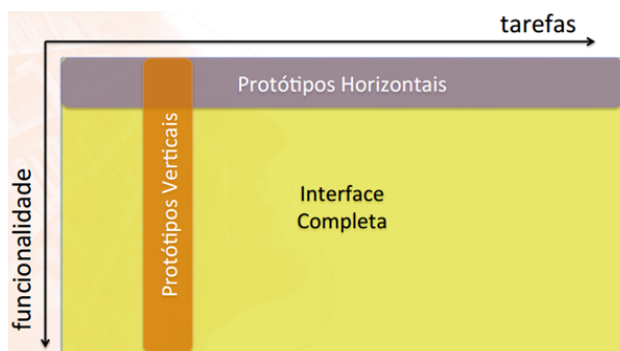 tarefas
Protótipos Horizontais
Protótipos Verticais
Interface
Completa
funcionalidade